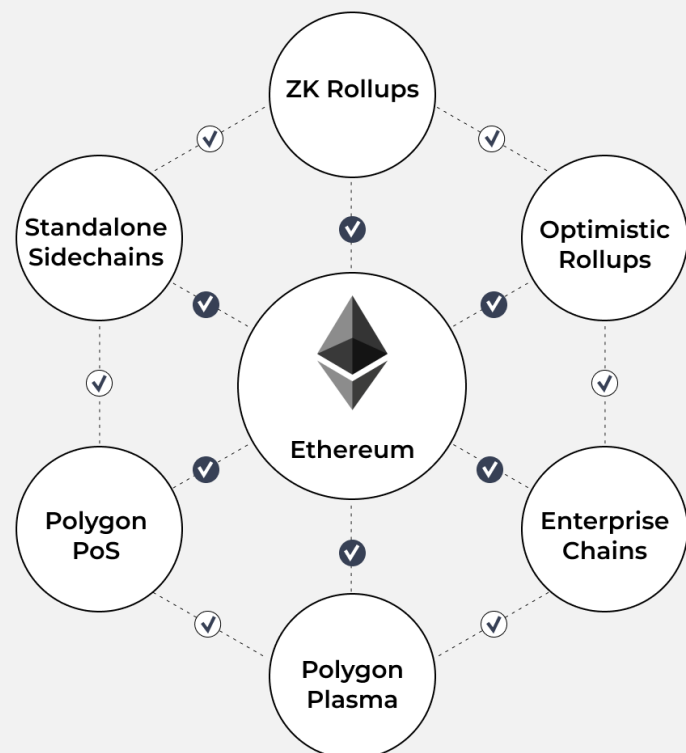 ZK Rollups
Standalone
Sidechains
Optimistic
Rollups
Ethereum
Polygon
PoS
Enterprise
Chains
Polygon
Plasma